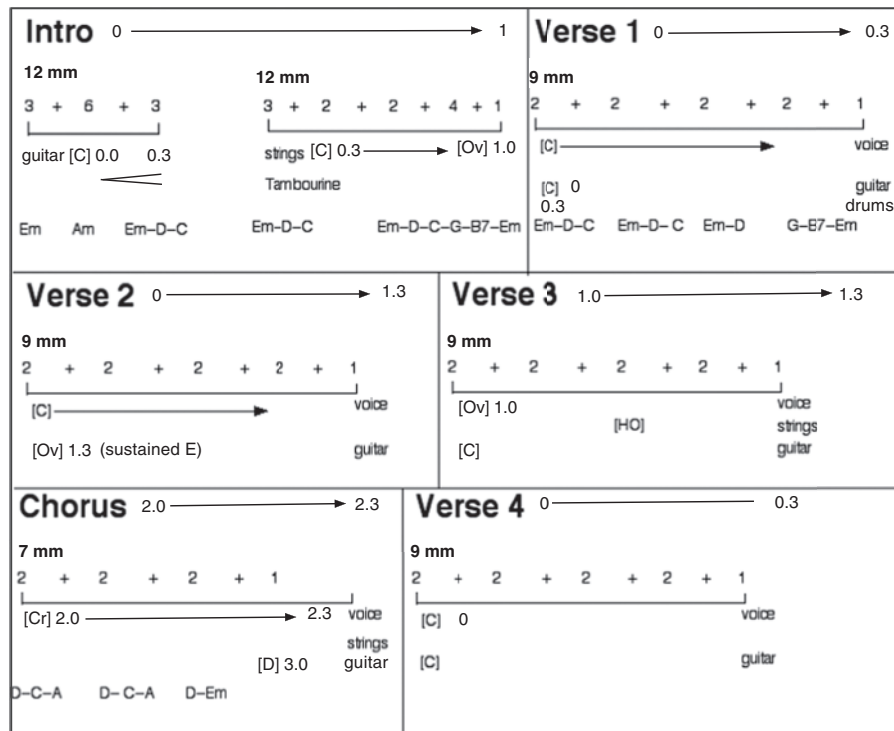 Intro 0 1
12 mm 12 mm
3 + 6 + 3 3 + 2 + 2 + 4 + 1
guitar [C] 0.0 0.3 strings [C] 0.3 [Ov] 1.0
Tambourine
Em Am Em–D–C Em–D–C Em–D–C–G–B7–Em
Verse 1 0 0.3
9 mm
2 + 2 + 2 + 2 + 1
[C] voice
[C] 0 guitar
0.3 drums
Em–D–C Em–D–C Em–D G–B7–Em
Verse 2 0 1.3
9 mm
2 + 2 + 2 + 2 + 1
[C] voice
[Ov] 1.3 (sustained E) guitar
Verse 3 1.0 1.3
9 mm
2 + 2 + 2 + 2 + 1
[Ov] 1.0 voice
[HO] strings
[C] guitar
Chorus 2.0 2.3
7 mm
2 + 2 + 2 + 1
[Cr] 2.0 2.3 voice
strings
[D] 3.0 guitar
D–C–A D–C–A D–Em
Verse 4 0 0.3
9 mm
2 + 2 + 2 + 2 + 1
[C] 0 voice
[C] guitar